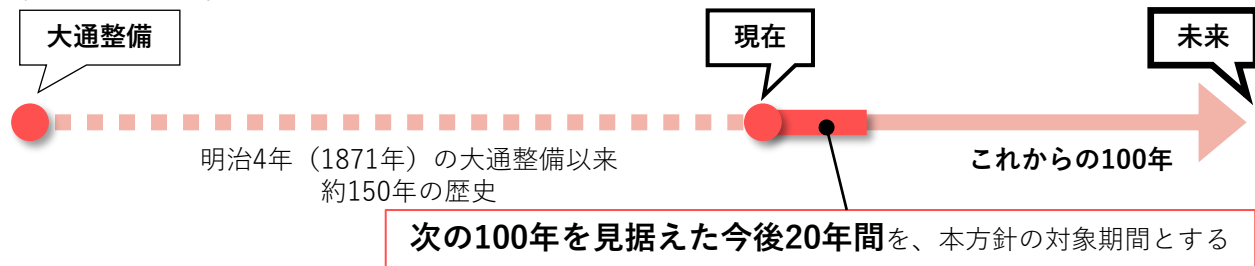 大通整備
現在
未来
明治4年（1871年）の大通整備以来
約150年の歴史
これからの100年
次の100年を見据えた今後20年間を、本方針の対象期間とする